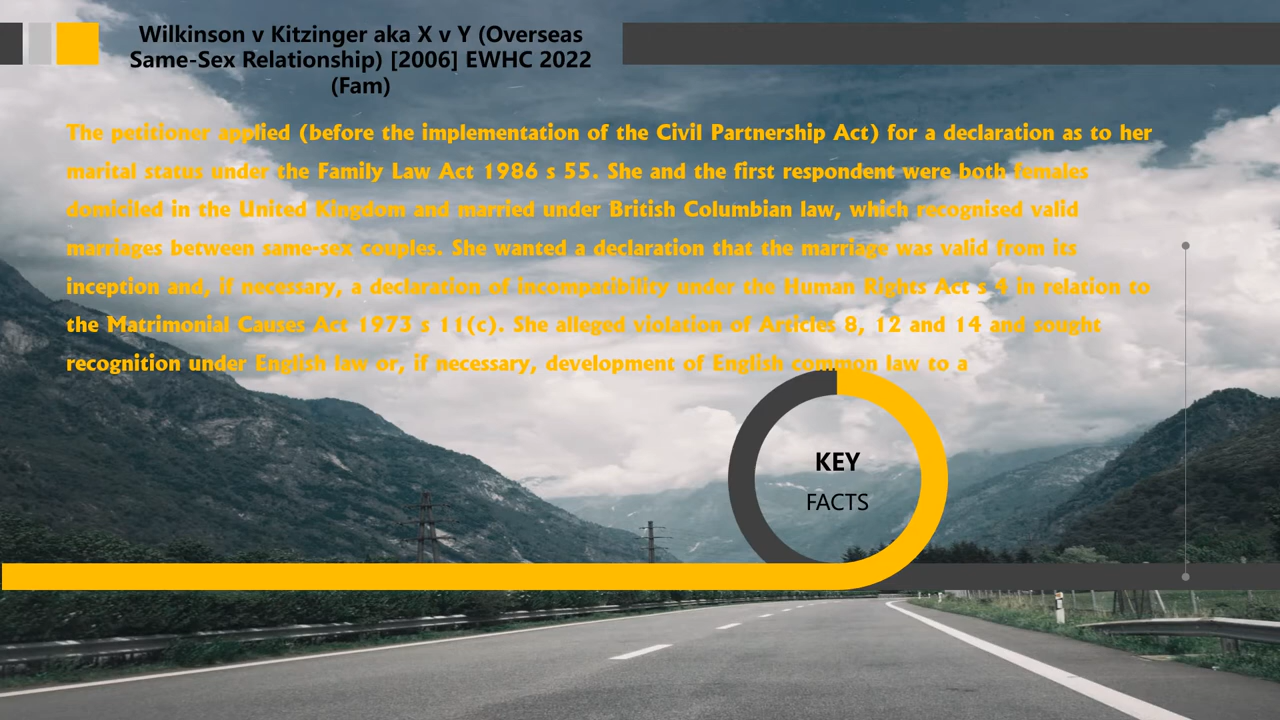 Wilkinson v Kitzinger aka X v Y (Overseas
Same-Sex Relationship) [2006] EWHC 2022
(Fam)
The petitioner applied (before the implementation of the Civil Partnership Act) for a declaration as to her
marital status under the Family Law Act 1986 s 55. She and the first respondent were both females
domiciled in the United Kingdom and married under British Columbian law, which recognised valid
marriages between same-sex couples. She wanted a declaration that the marriage was valid from its
inception and, if necessary, a declaration of incompatibility under the Human Rights Act s 4 in relation to
the Matrimonial Causes Act 1973 s 11(c). She alleged violation of Articles 8, 12 and 14 and sought
recognition under English law or, if necessary, development of English common law to a
KEY
FACTS